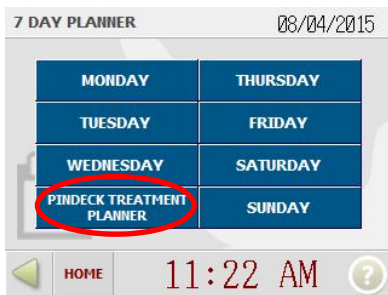 7 DAY PLANNER 08/04/2015
MONDAY THURSDAY
TUESDAY FRIDAY
WEDNESDAY SATURDAY
PINDECK TREATMENT
PLANNER SUNDAY
HOME 11:22 AM ?